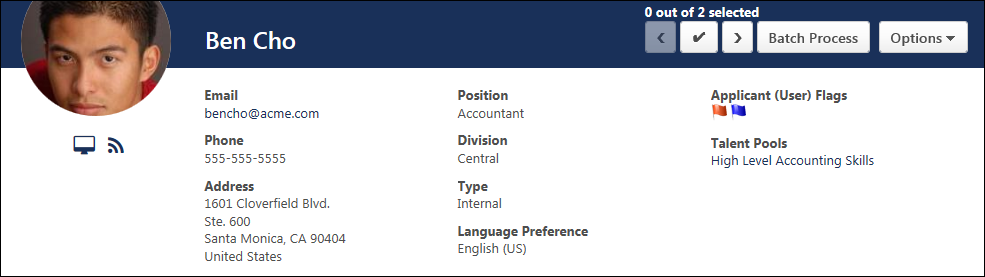 0 out of 2 selected
Ben Cho
Batch Process
Options
Email
bencho@acme.com
Phone
555-555-5555
Address
1601 Cloverfield Blvd.
Ste. 600
Santa Monica, CA 90404
United States
Position
Accountant
Division
Central
Type
Internal
Language Preference
English (US)
Applicant (User) Flags
Talent Pools
High Level Accounting Skills